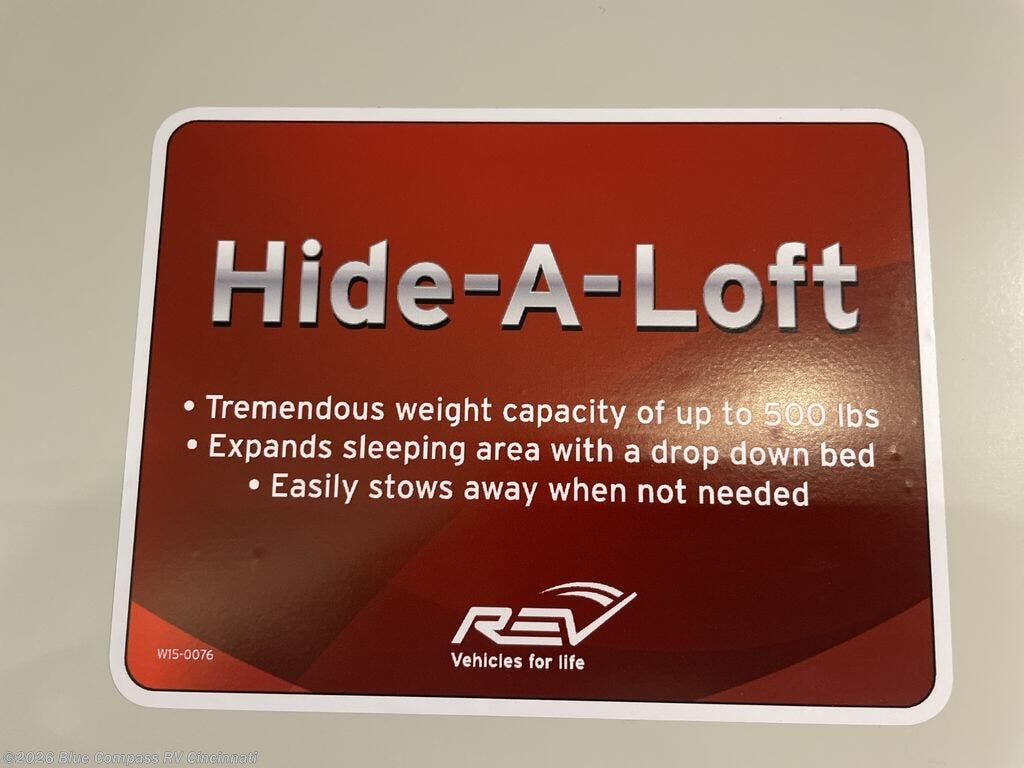 Hide-A-Loft
• Tremendous weight capacity of up to 500 lbs
• Expands sleeping area with a drop down bed
• Easily stows away when not needed
REV
Vehicles for life
W15-0076
©2026 Blue Compass RV Cincinnati